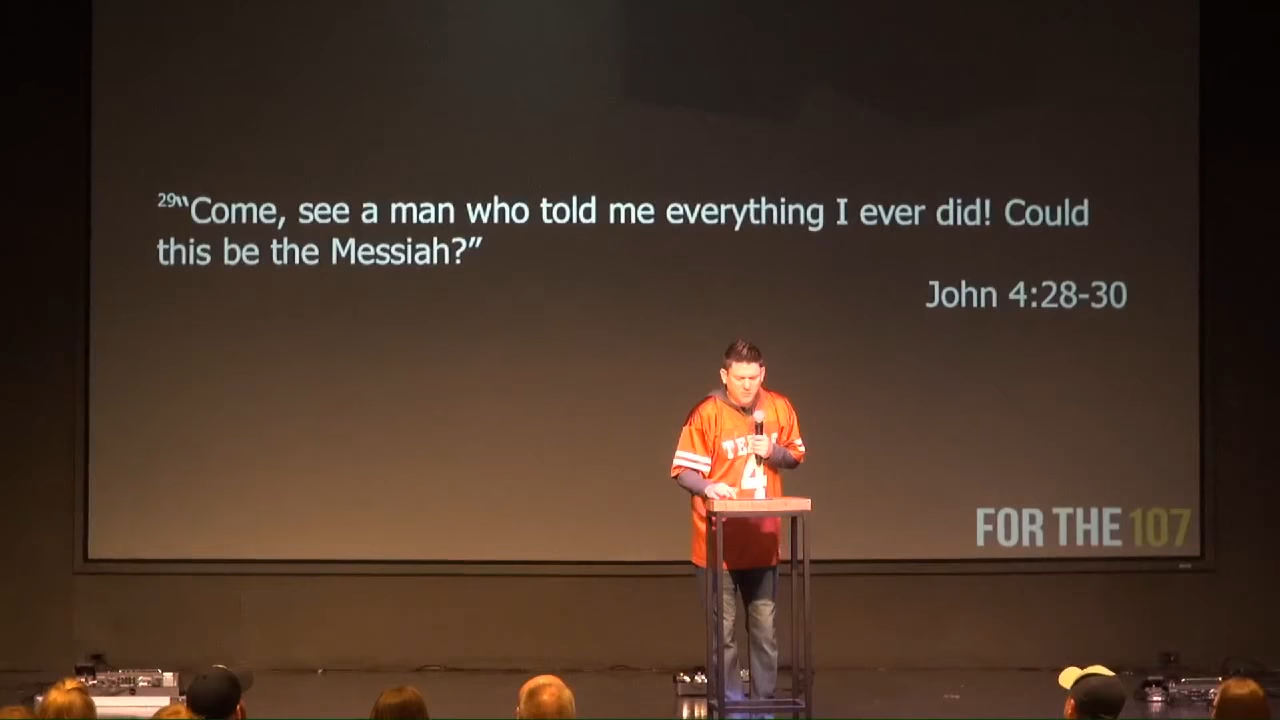 29“Come, see a man who told me everything I ever did! Could
this be the Messiah?”
John 4:28-30
4
FOR THE 107